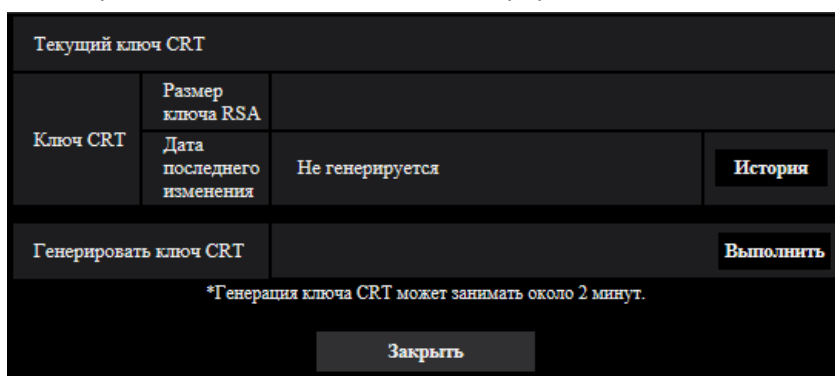 Текущий ключ CRT
Ключ CRT
Размер
ключа RSA
Дата
последнего
изменения
Не генерируется
История
Генерировать ключ CRT
Выполнить
*Генерация ключа CRT может занимать около 2 минут.
Закрыть